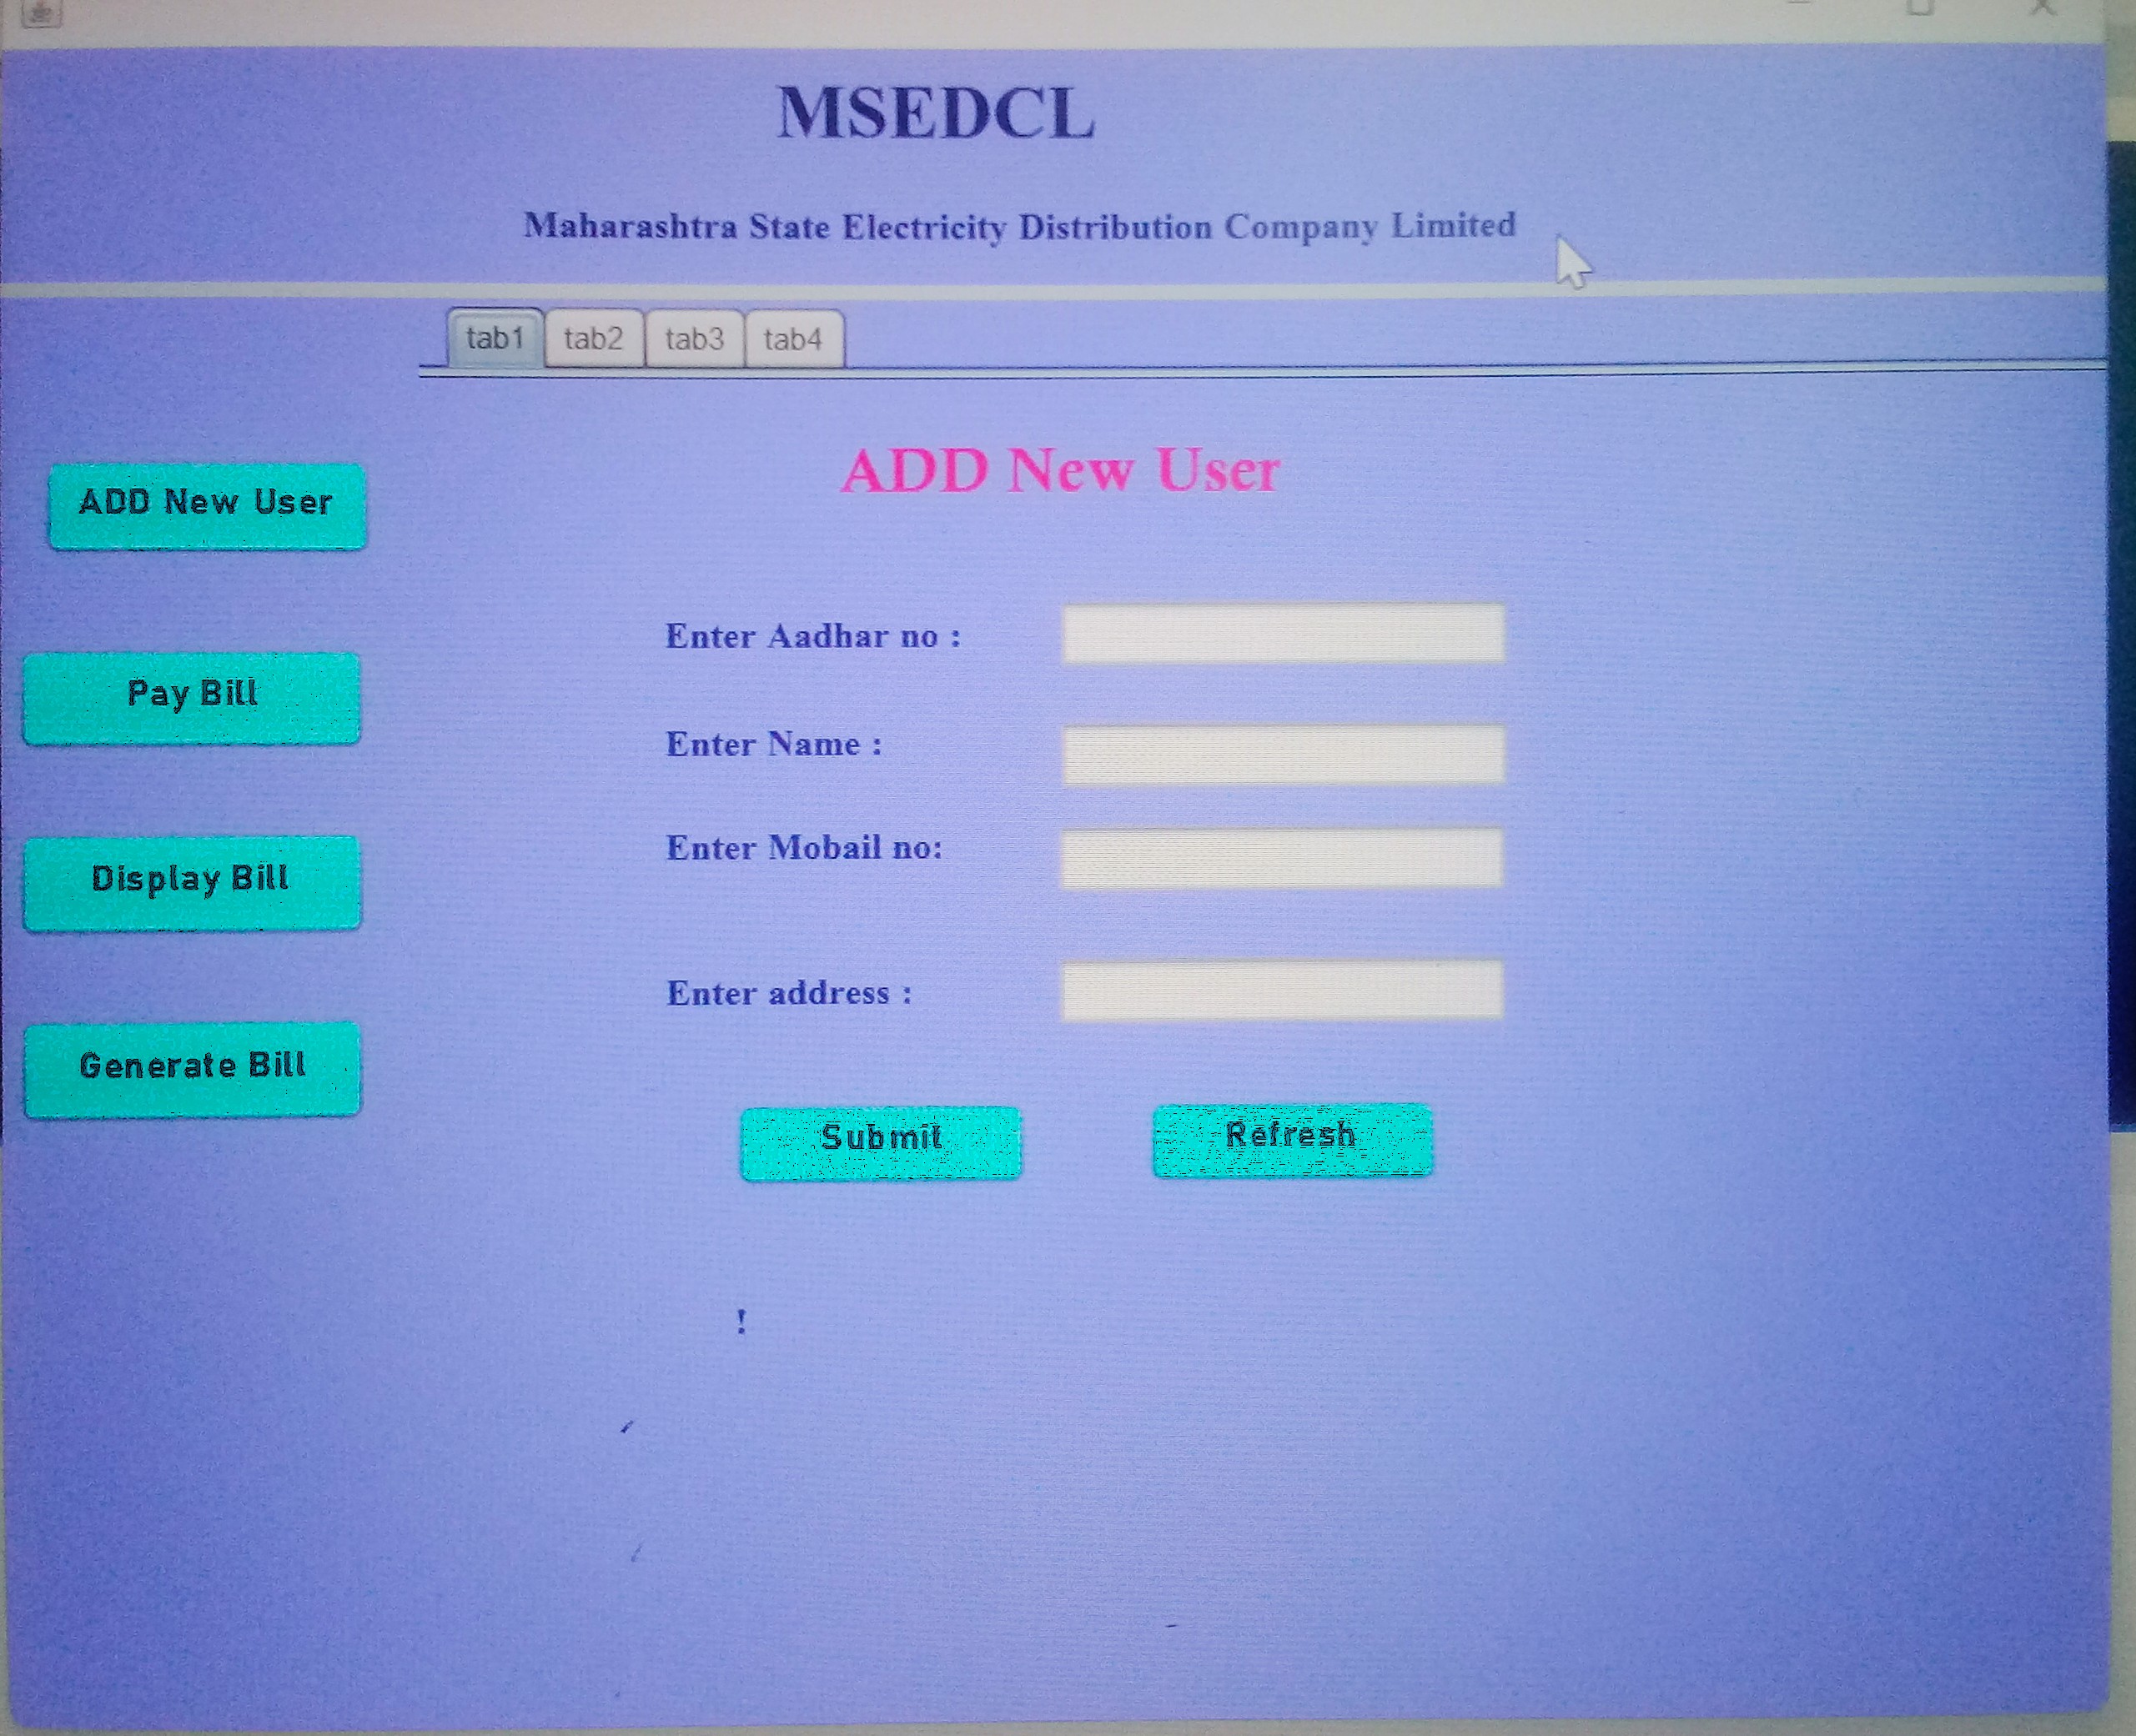 MSEDCL
Maharashtra State Electricity Distribution Company Limited
tab1 tab2 tab3 tab4
ADD New User
ADD New User
Enter Aadhar no :
Pay Bill
Enter Name :
Display Bill
Enter Mobail no:
Enter address :
Generate Bill
Submit Refresh
!